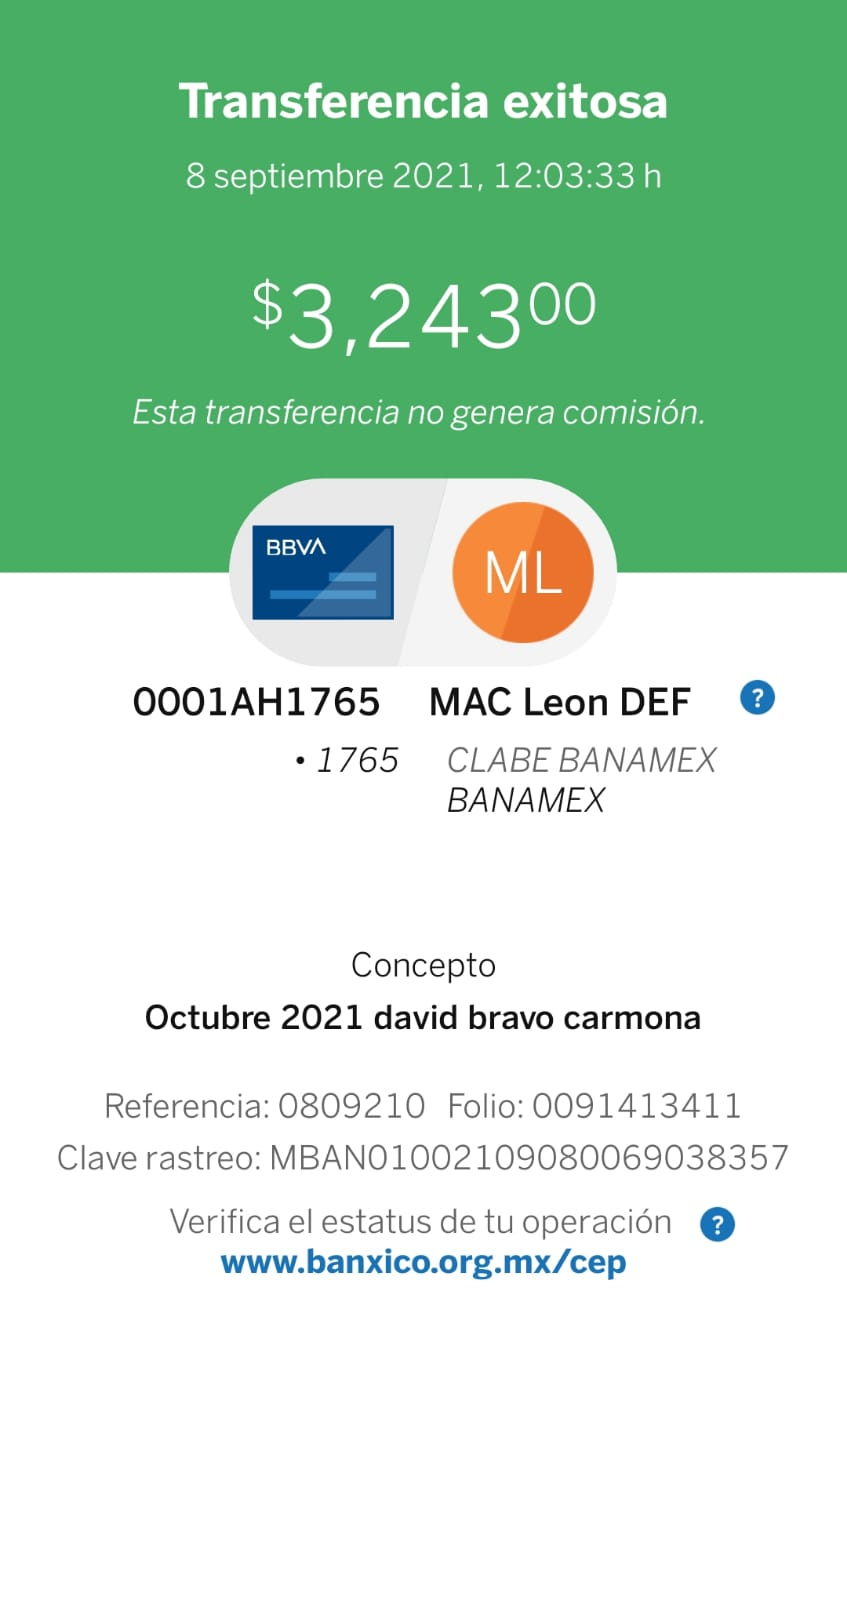 Transferencia exitosa
8 septiembre 2021, 12:03:33 h
$3,24300
Esta transferencia no genera comisión.
BBVA
ML
0001AH1765 MAC Leon DEF ?
• 1765 CLABE BANAMEX
BANAMEX
Concepto
Octubre 2021 david bravo carmona
Referencia: 0809210 Folio: 0091413411
Clave rastreo: MBAN01002109080069038357
Verifica el estatus de tu operación ?
www.banxico.org.mx/cep